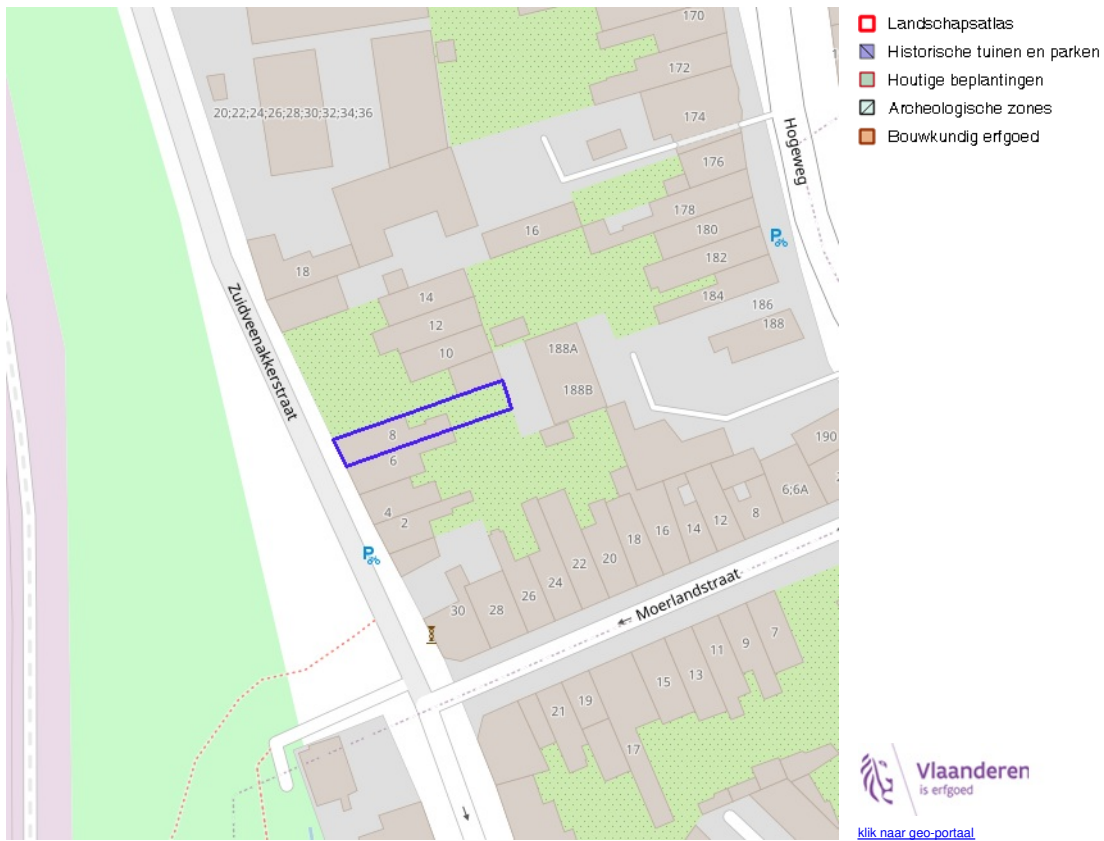 170
172
174
20;22;24;26;28;30;32;34;36
Hogeweg
176
178
16
180
182
18
184
186
14
188
12
Zuidveenakkerstraat
10
188A
188B
8
6
190
6;6A
4
2
8
12
14
16
18
20
22
24
26
28
30
Moerlandstraat
7
9
11
13
15
19
21
17
Landschapsatlas
Historische tuinen en parken
Houtige beplantingen
Archeologische zones
Bouwkundig erfgoed
Vlaanderen
is erfgoed
klik naar geo-portaal
P
P